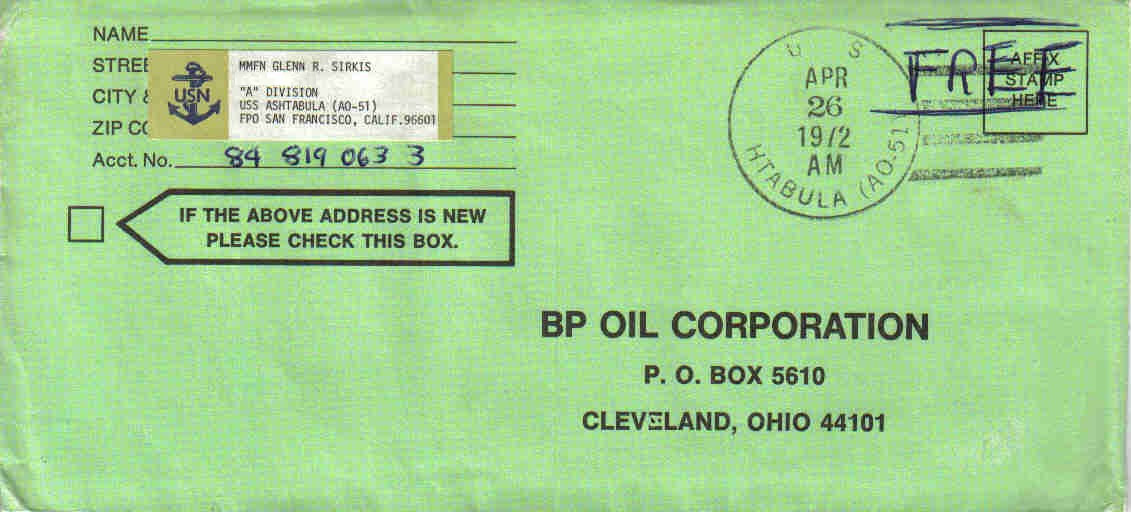 NAME
STREE
CITY &
ZIP CO
USN
MMFN GLENN R. SIRKIS
"A" DIVISION
USS ASHTABULA (AO-51)
FPO SAN FRANCISCO, CALIF.96601
Acct. No. 84 819 063 3
IF THE ABOVE ADDRESS IS NEW
PLEASE CHECK THIS BOX.
U S
APR
26
1972
AM
HTABULA (AO-51)
FREE
AFFIX
STAMP
HERE
BP OIL CORPORATION
P. O. BOX 5610
CLEVELAND, OHIO 44101